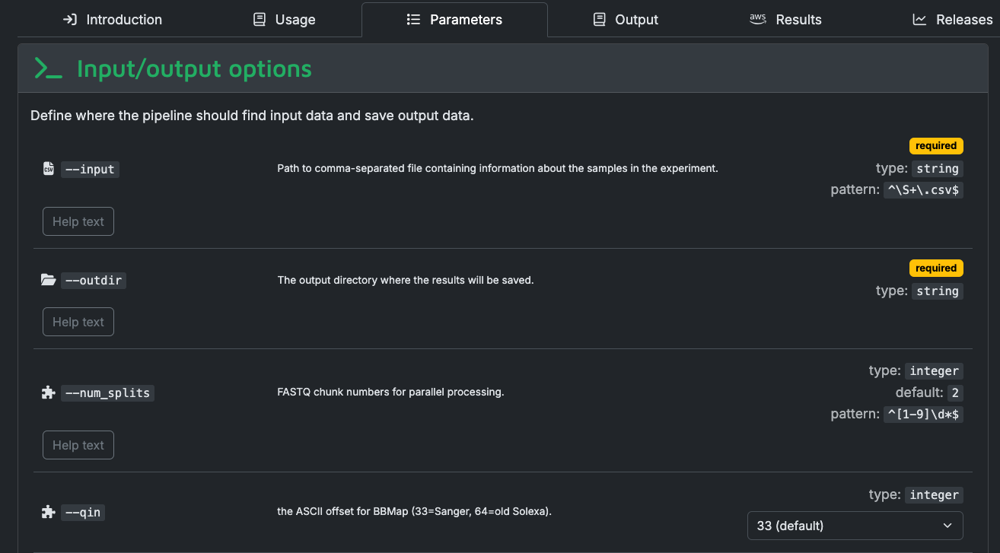 Introduction
Usage
Parameters
Output
aws Results
Releases
Input/output options
Define where the pipeline should find input data and save output data.
required
CSV --input
Path to comma-separated file containing information about the samples in the experiment.
type: string
pattern: ^\S+\.csv$
Help text
required
--outdir
The output directory where the results will be saved.
type: string
Help text
type: integer
--num_splits
FASTQ chunk numbers for parallel processing.
default: 2
pattern: ^[1-9]\d*$
Help text
type: integer
--qin
the ASCII offset for BBMap (33=Sanger, 64=old Solexa).
33 (default)